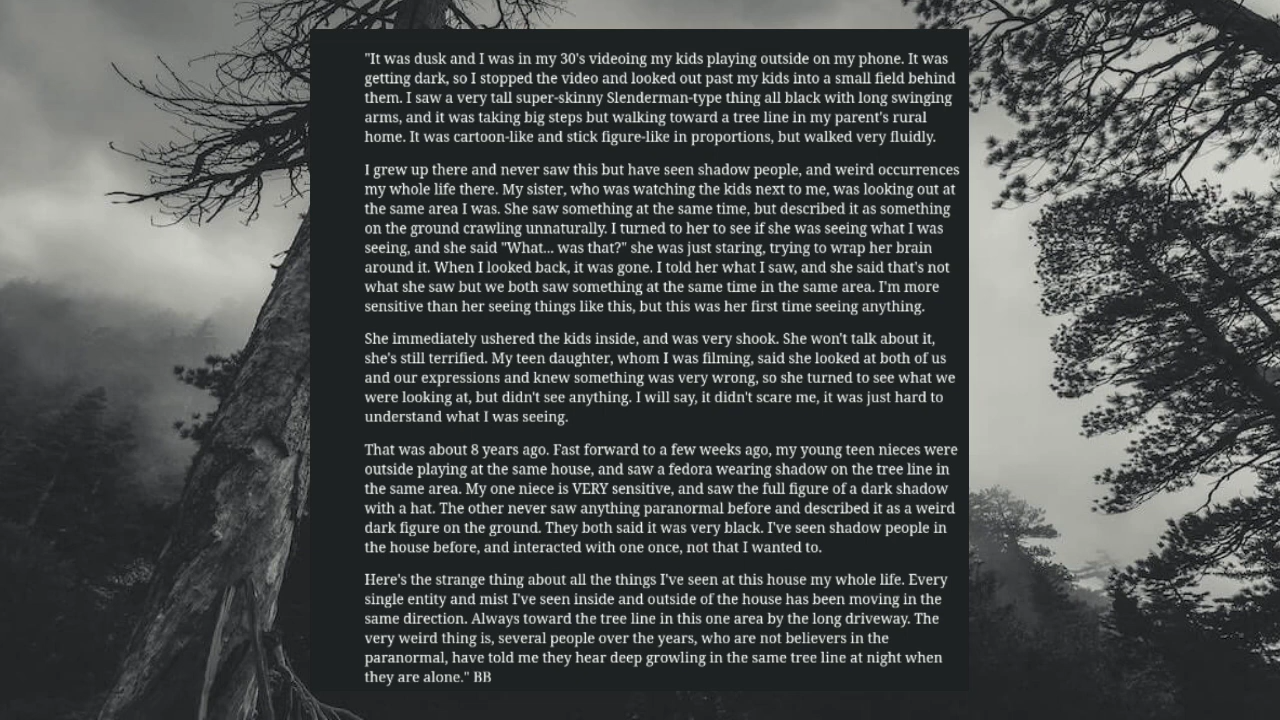 "It was dusk and I was in my 30's videoing my kids playing outside on my phone. It was
getting dark, so I stopped the video and looked out past my kids into a small field behind
them. I saw a very tall super-skinny Slenderman-type thing all black with long swinging
arms, and it was taking big steps but walking toward a tree line in my parent's rural
home. It was cartoon-like and stick figure-like in proportions, but walked very fluidly.
I grew up there and never saw this but have seen shadow people, and weird occurrences
my whole life there. My sister, who was watching the kids next to me, was looking out at
the same area I was. She saw something at the same time, but described it as something
on the ground crawling unnaturally. I turned to her to see if she was seeing what I was
seeing, and she said "What... was that?" she was just staring, trying to wrap her brain
around it. When I looked back, it was gone. I told her what I saw, and she said that's not
what she saw but we both saw something at the same time in the same area. I'm more
sensitive than her seeing things like this, but this was her first time seeing anything.
She immediately ushered the kids inside, and was very shook. She won't talk about it,
she's still terrified. My teen daughter, whom I was filming, said she looked at both of us
and our expressions and knew something was very wrong, so she turned to see what we
were looking at, but didn't see anything. I will say, it didn't scare me, it was just hard to
understand what I was seeing.
That was about 8 years ago. Fast forward to a few weeks ago, my young teen nieces were
outside playing at the same house, and saw a fedora wearing shadow on the tree line in
the same area. My one niece is VERY sensitive, and saw the full figure of a dark shadow
with a hat. The other never saw anything paranormal before and described it as a weird
dark figure on the ground. They both said it was very black. I've seen shadow people in
the house before, and interacted with one once, not that I wanted to.
Here's the strange thing about all the things I've seen at this house my whole life. Every
single entity and mist I've seen inside and outside of the house has been moving in the
same direction. Always toward the tree line in this one area by the long driveway. The
very weird thing is, several people over the years, who are not believers in the
paranormal, have told me they hear deep growling in the same tree line at night when
they are alone." BB